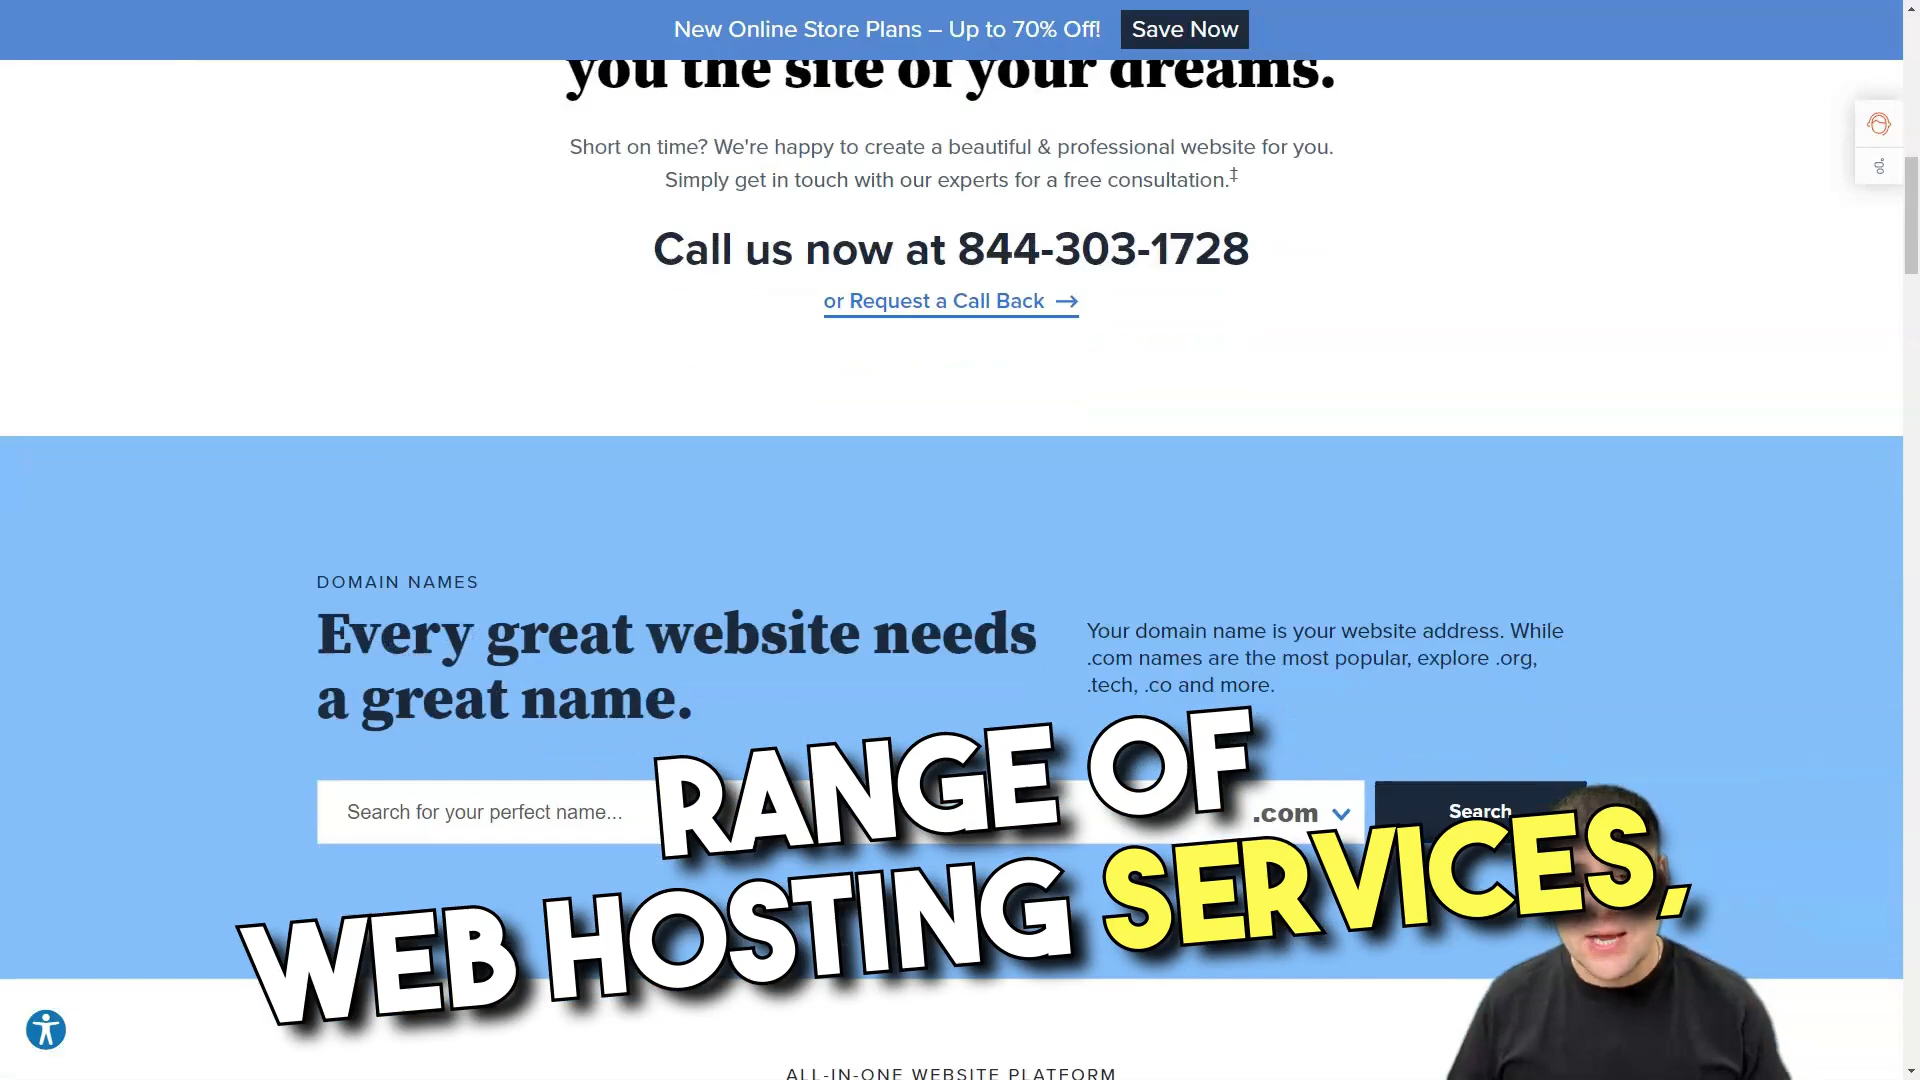 New Online Store Plans – Up to 70% Off! Save Now
you the site of your dreams.
Short on time? We're happy to create a beautiful & professional website for you.
Simply get in touch with our experts for a free consultation.‡
Call us now at 844-303-1728
or Request a Call Back →
DOMAIN NAMES
Every great website needs
a great name.
Your domain name is your website address. While
.com names are the most popular, explore .org,
.tech, .co and more.
Search for your perfect name...
.com
Search
RANGE OF
WEB HOSTING SERVICES,
ALL-IN-ONE WEBSITE PLATFORM